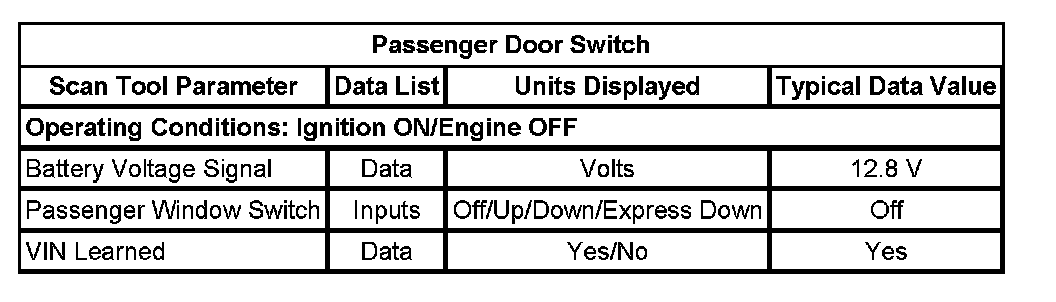 Passenger Door Switch
Scan Tool Parameter Data List Units Displayed Typical Data Value
Operating Conditions: Ignition ON/Engine OFF
Battery Voltage Signal Data Volts 12.8 V
Passenger Window Switch Inputs Off/Up/Down/Express Down Off
VIN Learned Data Yes/No Yes